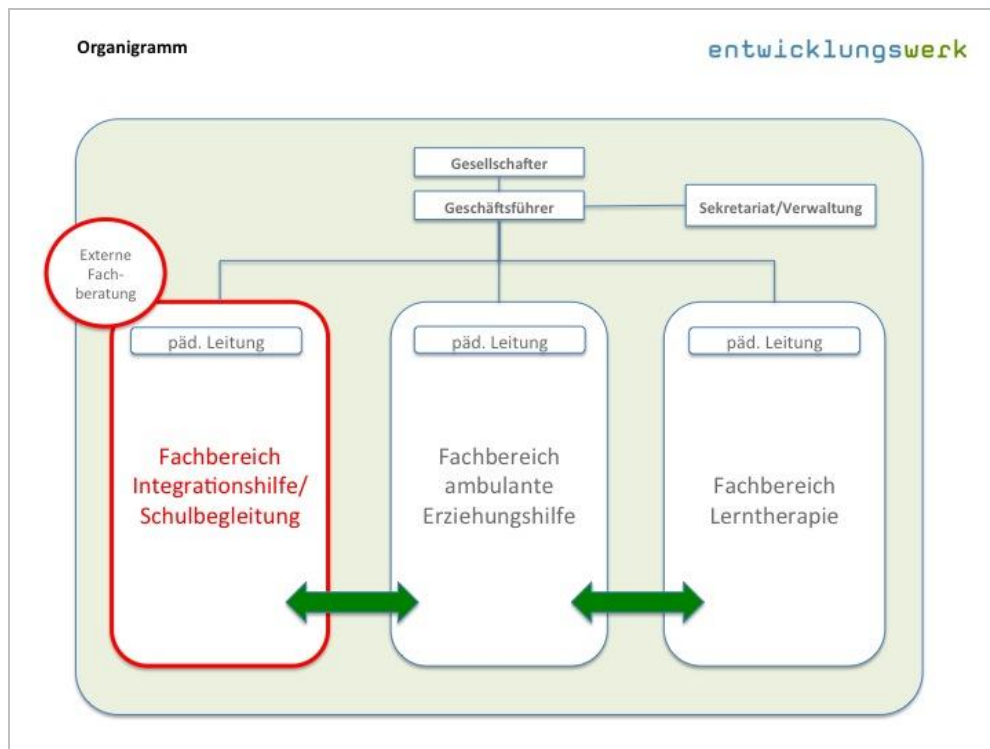 Organigramm
entwicklungswerk
Gesellschafter
Geschäftsführer
Sekretariat/Verwaltung
Externe
Fach-
beratung
päd. Leitung
Fachbereich
Integrationshilfe/
Schulbegleitung
päd. Leitung
Fachbereich
ambulante
Erziehungshilfe
päd. Leitung
Fachbereich
Lerntherapie